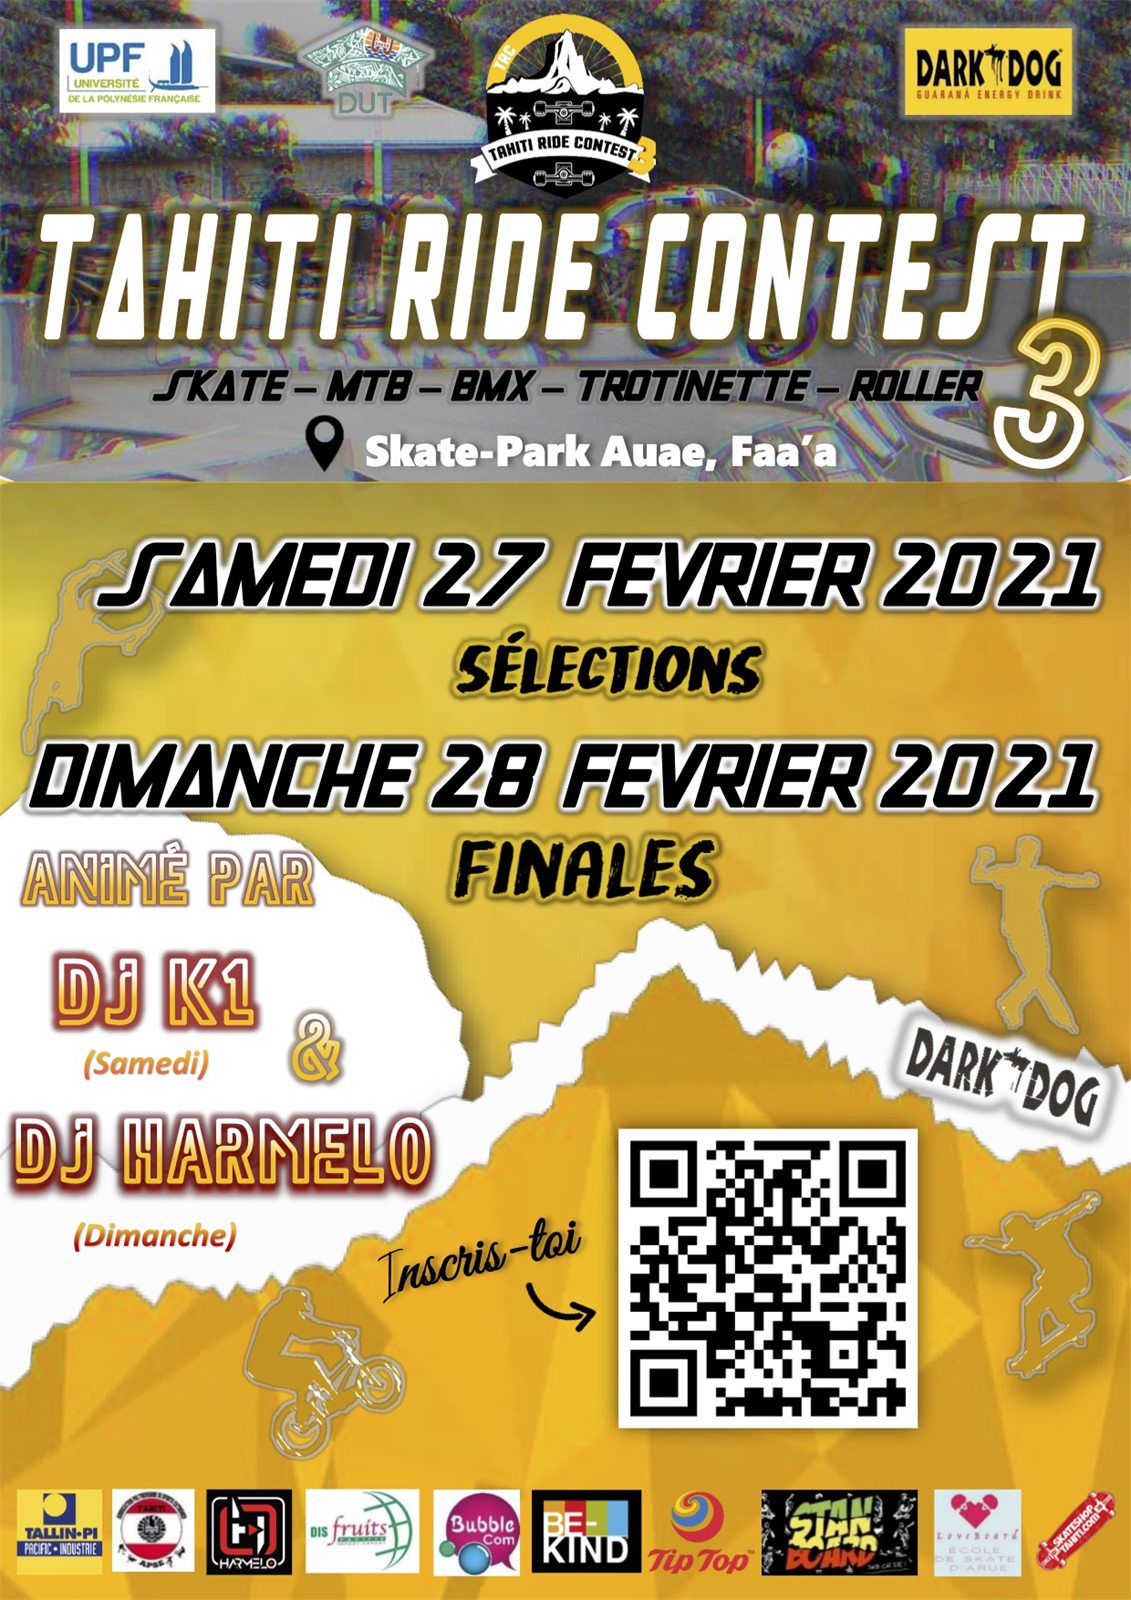 UPF
UNIVERSITÉ
DE LA POLYNÉSIE FRANÇAISE
DUT
TRC
TAHITI RIDE CONTEST 3
DARK DOG
GUARANÁ ENERGY DRINK
TAHITI RIDE CONTEST
3
SKATE – MTB – BMX – TROTINETTE – ROLLER
Skate-Park Auae, Faa’a
SAMEDI 27 FEVRIER 2021
SÉLECTIONS
DIMANCHE 28 FEVRIER 2021
FINALES
ANIMÉ PAR
DJ K1
(Samedi)
&
DJ HARMELO
(Dimanche)
DARK DOG
Inscris-toi
TALLIN•PI
PACIFIC • INDUSTRIE
TAHITI
APSE
HARMELO
DIS fruits
Bubble
Com
BE-
KIND
Tip Top™
STAN
BOARD
LoveBoard
ÉCOLE
DE SKATE
D'ARUE
SKATESHOP
TAHITI.COM